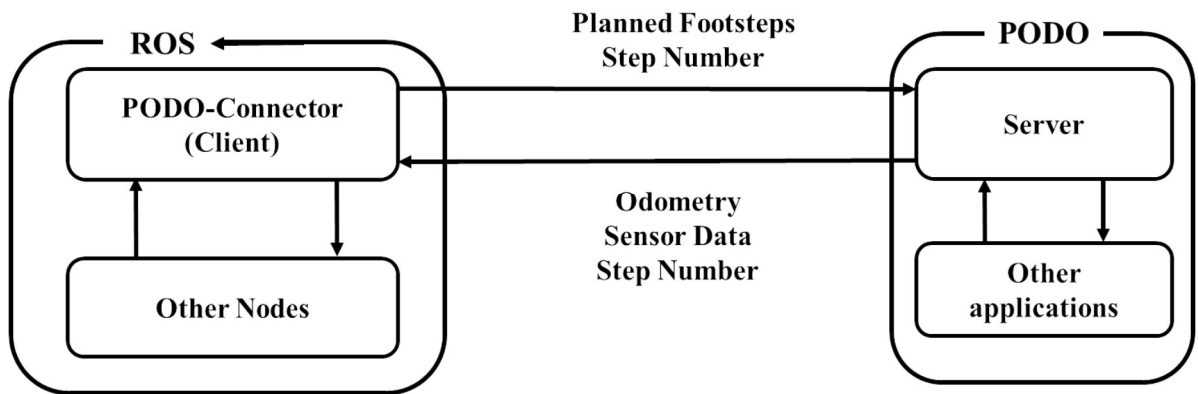 ROS
PODO-Connector
(Client)
Other Nodes
Planned Footsteps
Step Number
Odometry
Sensor Data
Step Number
PODO
Server
Other
applications